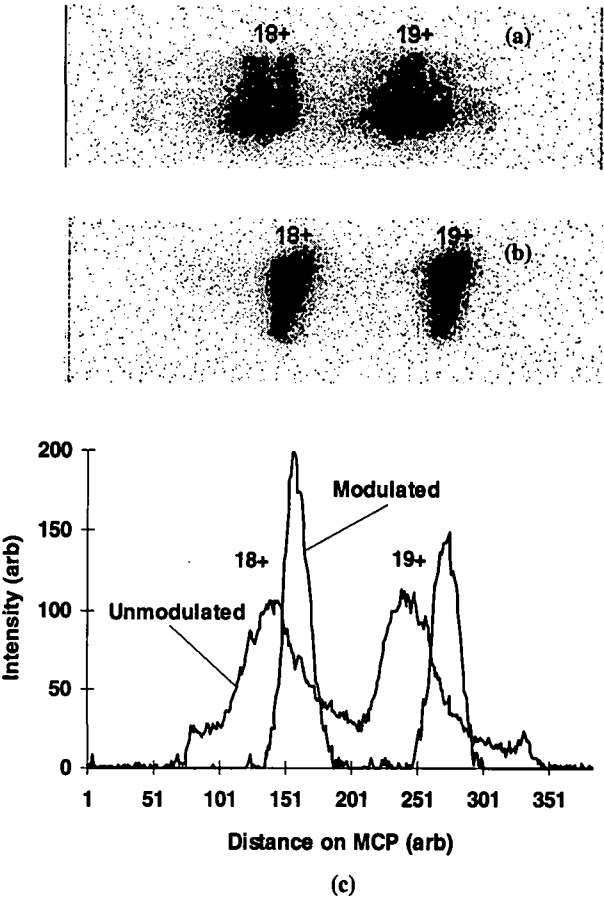 18+ 19+ (a)
18+ 19+ (b)
200
150
100
50
0
Intensity (arb)
Modulated
18+ 19+
Unmodulated
1 51 101 151 201 251 301 351
Distance on MCP (arb)
(c)